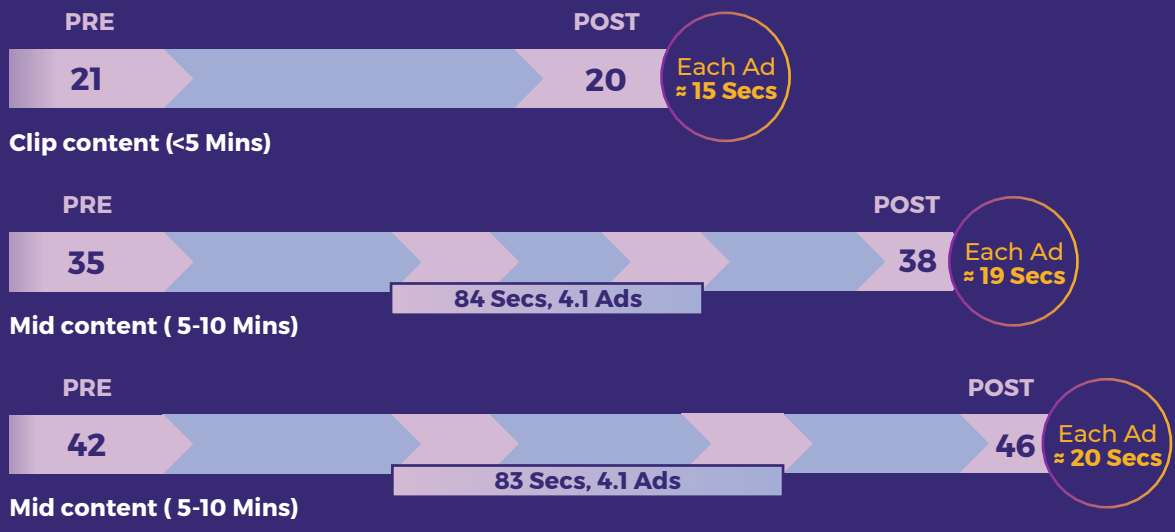 PRE POST
21 20
Each Ad
≈ 15 Secs
Clip content (<5 Mins)
PRE POST
35 38
Each Ad
≈ 19 Secs
84 Secs, 4.1 Ads
Mid content ( 5-10 Mins)
PRE POST
42 46
Each Ad
≈ 20 Secs
83 Secs, 4.1 Ads
Mid content ( 5-10 Mins)